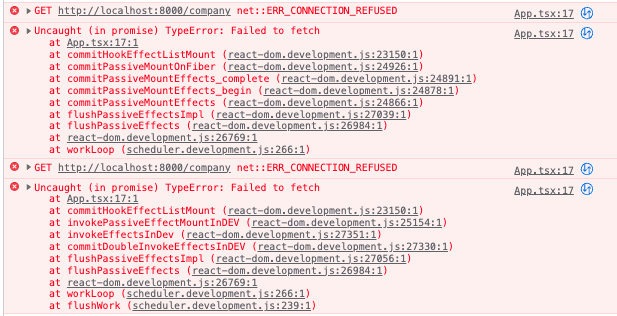 GET http://localhost:8000/company net::ERR_CONNECTION_REFUSED App.tsx:17
Uncaught (in promise) TypeError: Failed to fetch App.tsx:17
at App.tsx:17:1
at commitHookEffectListMount (react-dom.development.js:23150:1)
at commitPassiveMountOnFiber (react-dom.development.js:24926:1)
at commitPassiveMountEffects_complete (react-dom.development.js:24891:1)
at commitPassiveMountEffects_begin (react-dom.development.js:24878:1)
at commitPassiveMountEffects (react-dom.development.js:24866:1)
at flushPassiveEffectsImpl (react-dom.development.js:27039:1)
at flushPassiveEffects (react-dom.development.js:26984:1)
at react-dom.development.js:26769:1
at workLoop (scheduler.development.js:266:1)
GET http://localhost:8000/company net::ERR_CONNECTION_REFUSED App.tsx:17
Uncaught (in promise) TypeError: Failed to fetch App.tsx:17
at App.tsx:17:1
at commitHookEffectListMount (react-dom.development.js:23150:1)
at invokePassiveEffectMountInDEV (react-dom.development.js:25154:1)
at invokeEffectsInDev (react-dom.development.js:27351:1)
at commitDoubleInvokeEffectsInDEV (react-dom.development.js:27330:1)
at flushPassiveEffectsImpl (react-dom.development.js:27056:1)
at flushPassiveEffects (react-dom.development.js:26984:1)
at react-dom.development.js:26769:1
at workLoop (scheduler.development.js:266:1)
at flushWork (scheduler.development.js:239:1)